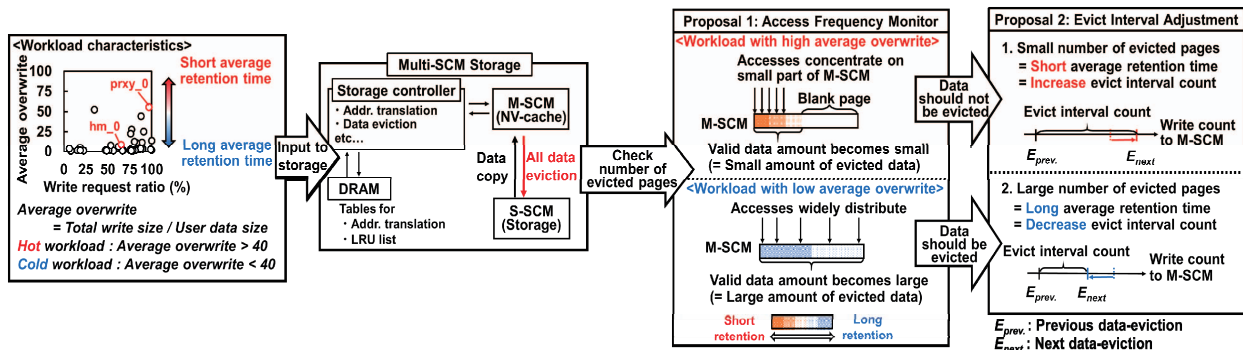 <Workload characteristics>
Short average
retention time
prxy_0
hm_0
Long average
retention time
Average overwrite
100
75
50
25
0
0 25 50 75 100
Write request ratio (%)
Average overwrite
= Total write size / User data size
Hot workload : Average overwrite > 40
Cold workload : Average overwrite < 40
Input to
storage
Multi-SCM Storage
Storage controller
・Addr. translation
・Data eviction
etc…
M-SCM
(NV-cache)
Data
copy
All data
eviction
DRAM
Tables for
・Addr. translation
・LRU list
S-SCM
(Storage)
Check
number of
evicted pages
Proposal 1: Access Frequency Monitor
<Workload with high average overwrite>
Accesses concentrate on
small part of M-SCM
Blank page
M-SCM
Valid data amount becomes small
(= Small amount of evicted data)
<Workload with low average overwrite>
Accesses widely distribute
M-SCM
Valid data amount becomes large
(= Large amount of evicted data)
Short
retention
Long
retention
Data
should not
be evicted
Data
should be
evicted
Proposal 2: Evict Interval Adjustment
1. Small number of evicted pages
= Short average retention time
= Increase evict interval count
Evict interval count
Write count
to M-SCM
Eprev.
Enext
2. Large number of evicted pages
= Long average retention time
= Decrease evict interval count
Evict interval count
Write count
to M-SCM
Eprev.
Enext
Eprev. : Previous data-eviction
Enext : Next data-eviction